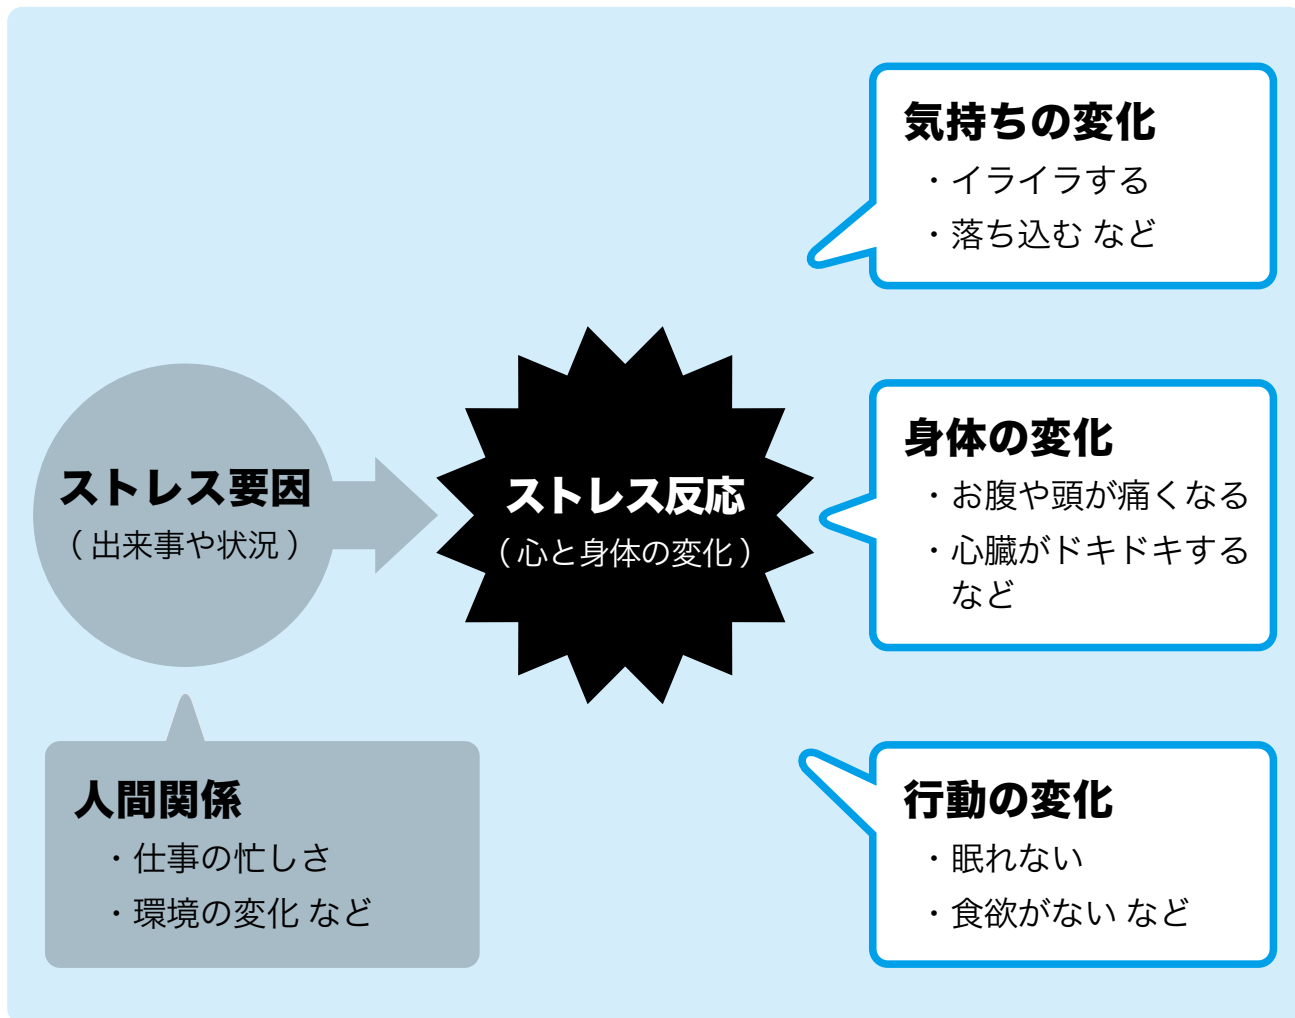 気持ちの変化
・イライラする
・落ち込む など
ストレス要因
（出来事や状況）
ストレス反応
（心と身体の変化）
身体の変化
・お腹や頭が痛くなる
・心臓がドキドキする
など
人間関係
・仕事の忙しさ
・環境の変化 など
行動の変化
・眠れない
・食欲がない など